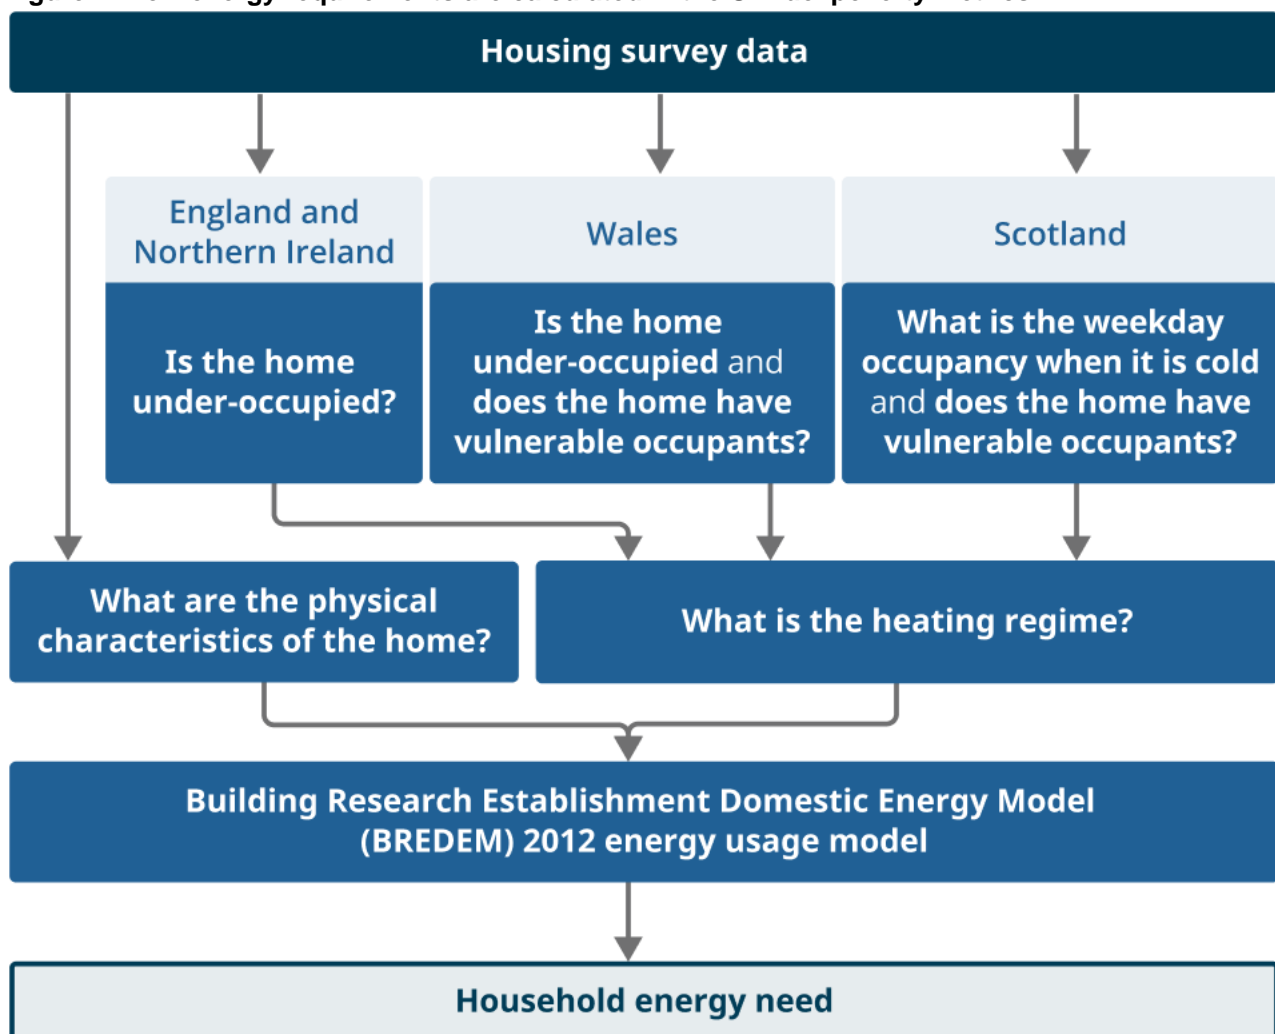 Housing survey data
England and
Northern Ireland
Wales
Scotland
Is the home
under-occupied?
Is the home
under-occupied and
does the home have
vulnerable occupants?
What is the weekday
occupancy when it is cold
and does the home have
vulnerable occupants?
What are the physical
characteristics of the home?
What is the heating regime?
Building Research Establishment Domestic Energy Model
(BREDEM) 2012 energy usage model
Household energy need